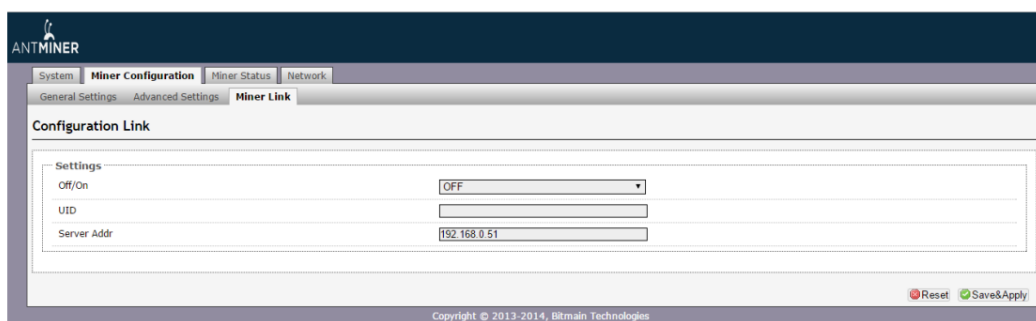 ANTMINER
System Miner Configuration Miner Status Network
General Settings Advanced Settings Miner Link
Configuration Link
Settings
Off/On OFF
UID
Server Addr 192.168.0.51
Reset Save&Apply
Copyright © 2013-2014, Bitmain Technologies